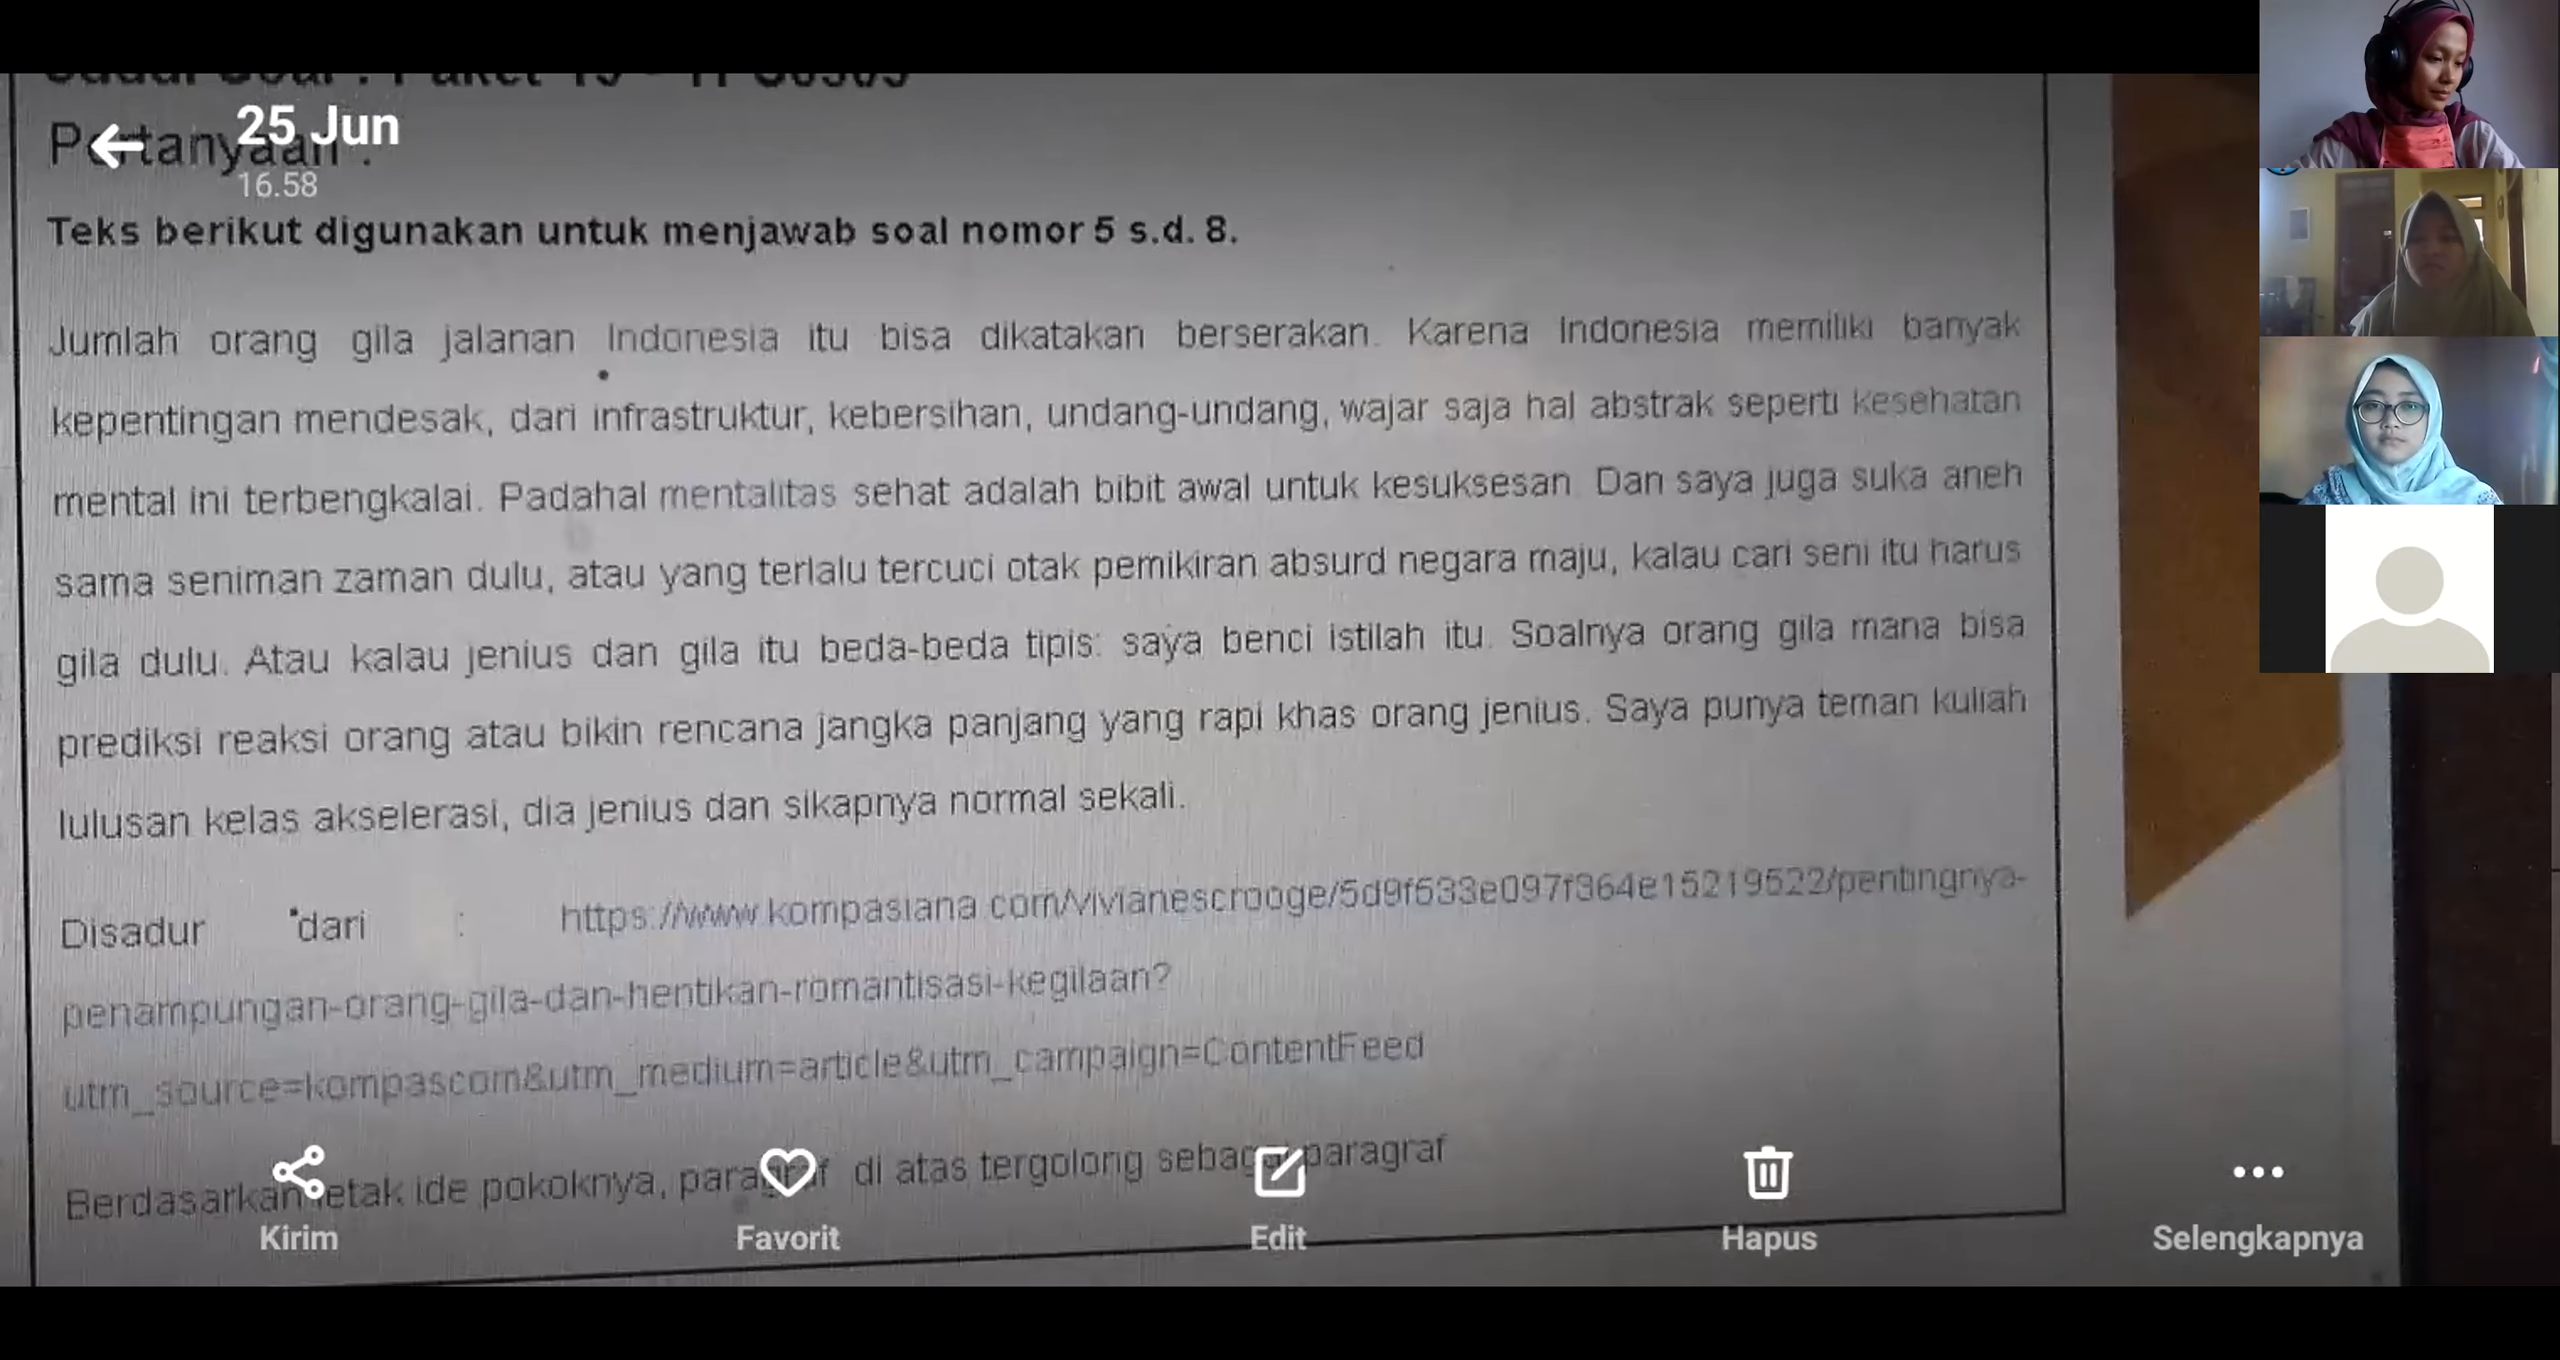 25 Jun
Pertanyaan :
16.58
Teks berikut digunakan untuk menjawab soal nomor 5 s.d. 8.
Jumlah orang gila jalanan Indonesia itu bisa dikatakan berserakan. Karena Indonesia memiliki banyak
kepentingan mendesak, dari infrastruktur, kebersihan, undang-undang, wajar saja hal abstrak seperti kesehatan
mental ini terbengkalai. Padahal mentalitas sehat adalah bibit awal untuk kesuksesan. Dan saya juga suka aneh
sama seniman zaman dulu, atau yang terlalu tercuci otak pemikiran absurd negara maju, kalau cari seni itu harus
gila dulu. Atau kalau jenius dan gila itu beda-beda tipis: saya benci istilah itu. Soalnya orang gila mana bisa
prediksi reaksi orang atau bikin rencana jangka panjang yang rapi khas orang jenius. Saya punya teman kuliah
lulusan kelas akselerasi, dia jenius dan sikapnya normal sekali.
Disadur dari : https://www.kompasiana.com/vivianescrooge/5d9f533e097f364e15219522/pentingnya-
penampungan-orang-gila-dan-hentikan-romantisasi-kegilaan?
utm_source=kompascom&utm_medium=article&utm_campaign=ContentFeed
Berdasarkan letak ide pokoknya, paragraf di atas tergolong sebagai paragraf
Kirim
Favorit
Edit
Hapus
Selengkapnya